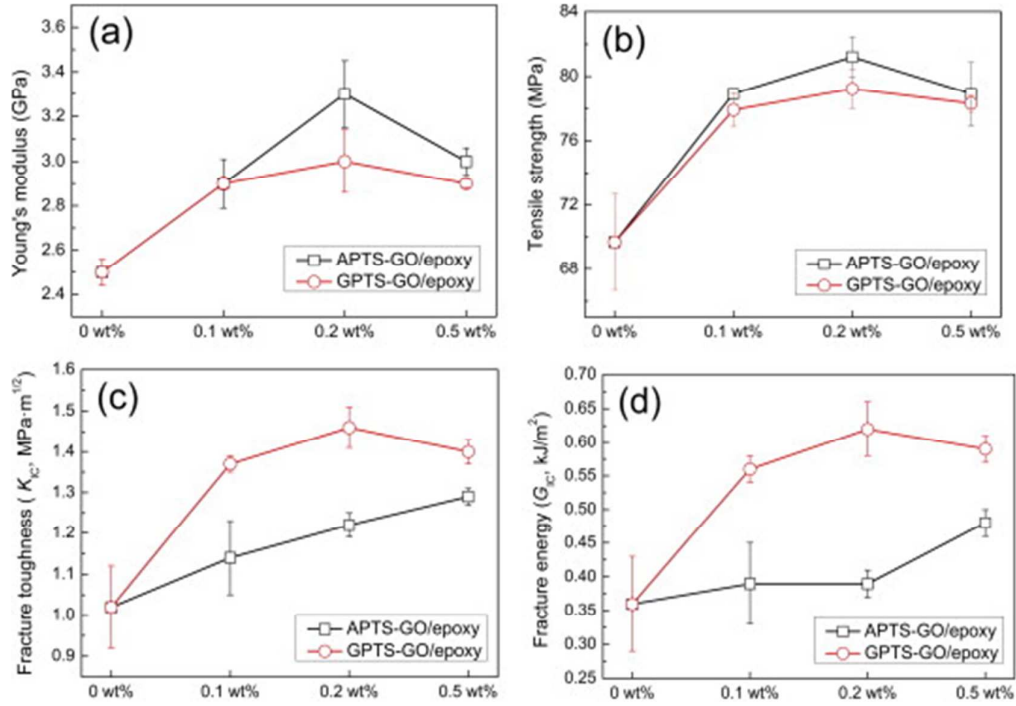 (a)
Young's modulus (GPa)
3.6
3.4
3.2
3.0
2.8
2.6
2.4
APTS-GO/epoxy
GPTS-GO/epoxy
0 wt%
0.1 wt%
0.2 wt%
0.5 wt%
(b)
Tensile strength (MPa)
84
80
76
72
68
APTS-GO/epoxy
GPTS-GO/epoxy
0 wt%
0.1 wt%
0.2 wt%
0.5 wt%
(c)
Fracture toughness ( K_IC, MPa·m^1/2)
1.6
1.5
1.4
1.3
1.2
1.1
1.0
0.9
APTS-GO/epoxy
GPTS-GO/epoxy
0 wt%
0.1 wt%
0.2 wt%
0.5 wt%
(d)
Fracture energy (G_IC, kJ/m²)
0.70
0.65
0.60
0.55
0.50
0.45
0.40
0.35
0.30
0.25
APTS-GO/epoxy
GPTS-GO/epoxy
0 wt%
0.1 wt%
0.2 wt%
0.5 wt%